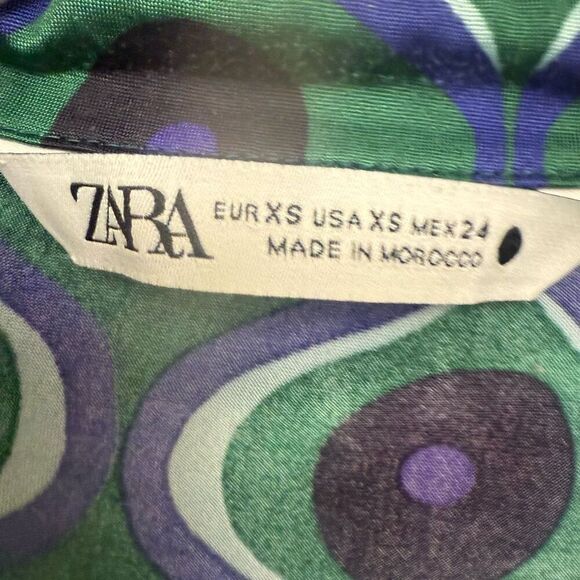 ZARA
EUR XS USA XS MEX 24
MADE IN MOROCCO